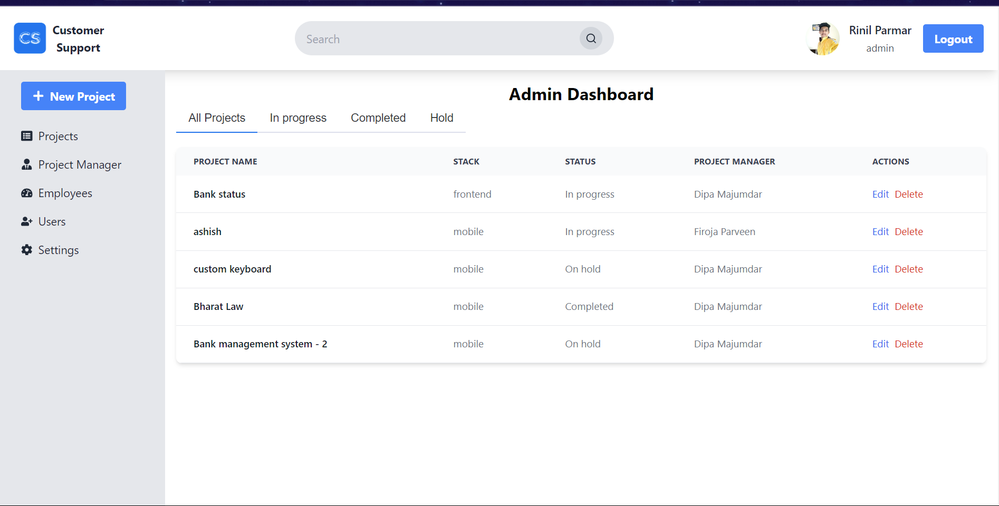 CS
Customer
Support
Search
Rinil Parmar
admin
Logout
New Project
Projects
Project Manager
Employees
Users
Settings
Admin Dashboard
All Projects In progress Completed Hold
PROJECT NAME STACK STATUS PROJECT MANAGER ACTIONS
Bank status frontend In progress Dipa Majumdar Edit Delete
ashish mobile In progress Firoja Parveen Edit Delete
custom keyboard mobile On hold Dipa Majumdar Edit Delete
Bharat Law mobile Completed Dipa Majumdar Edit Delete
Bank management system - 2 mobile On hold Dipa Majumdar Edit Delete